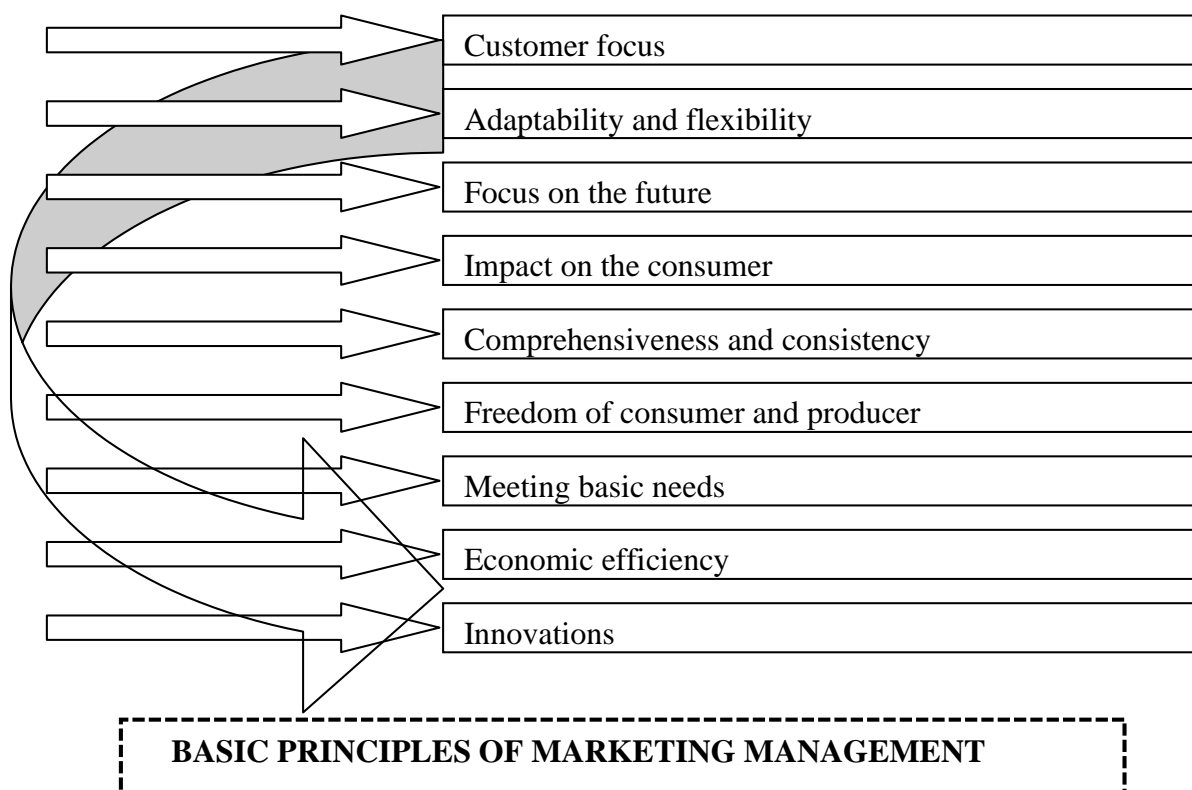 Customer focus
Adaptability and flexibility
Focus on the future
Impact on the consumer
Comprehensiveness and consistency
Freedom of consumer and producer
Meeting basic needs
Economic efficiency
Innovations
BASIC PRINCIPLES OF MARKETING MANAGEMENT